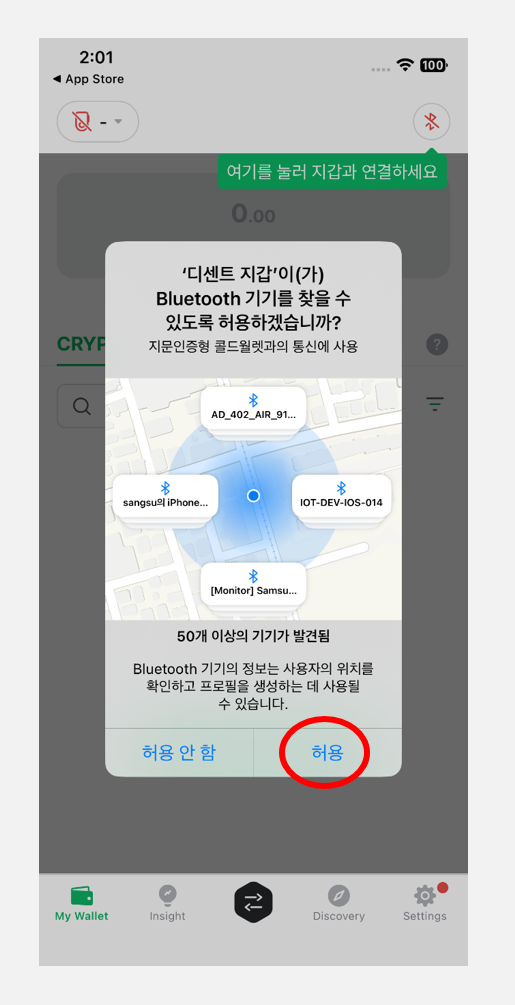 2:01
100
◀ App Store
-
여기를 눌러 지갑과 연결하세요
0.00
‘디센트 지갑’이(가)
Bluetooth 기기를 찾을 수
있도록 허용하겠습니까?
지문인증형 콜드월렛과의 통신에 사용
CRYP
?
AD_402_AIR_91...
sangsu의 iPhone...
IOT-DEV-IOS-014
[Monitor] Samsu...
50개 이상의 기기가 발견됨
Bluetooth 기기의 정보는 사용자의 위치를
확인하고 프로필을 생성하는 데 사용될
수 있습니다.
허용 안 함
허용
My Wallet
Insight
Discovery
Settings